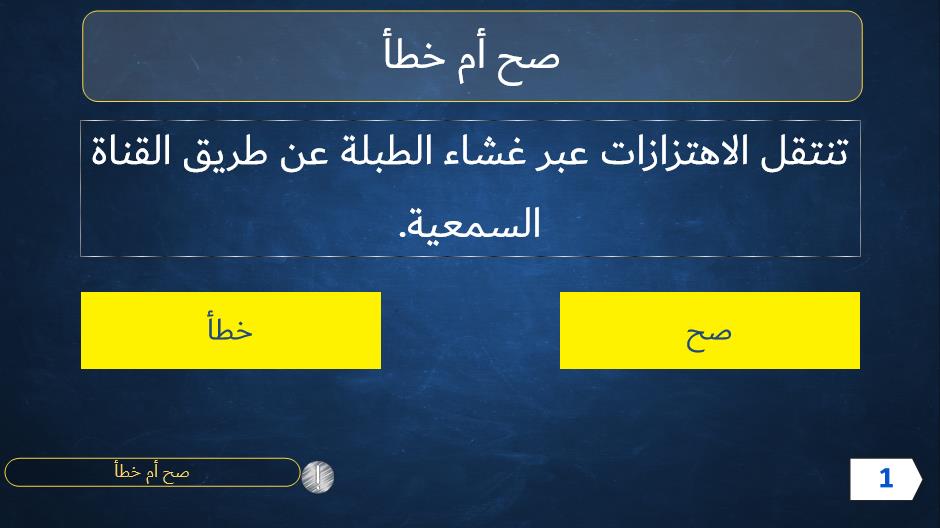 صح أم خطأ
تنتقل الاهتزازات عبر غشاء الطبلة عن طريق القناة
السمعية.
صح
خطأ
صح أم خطأ
!
1